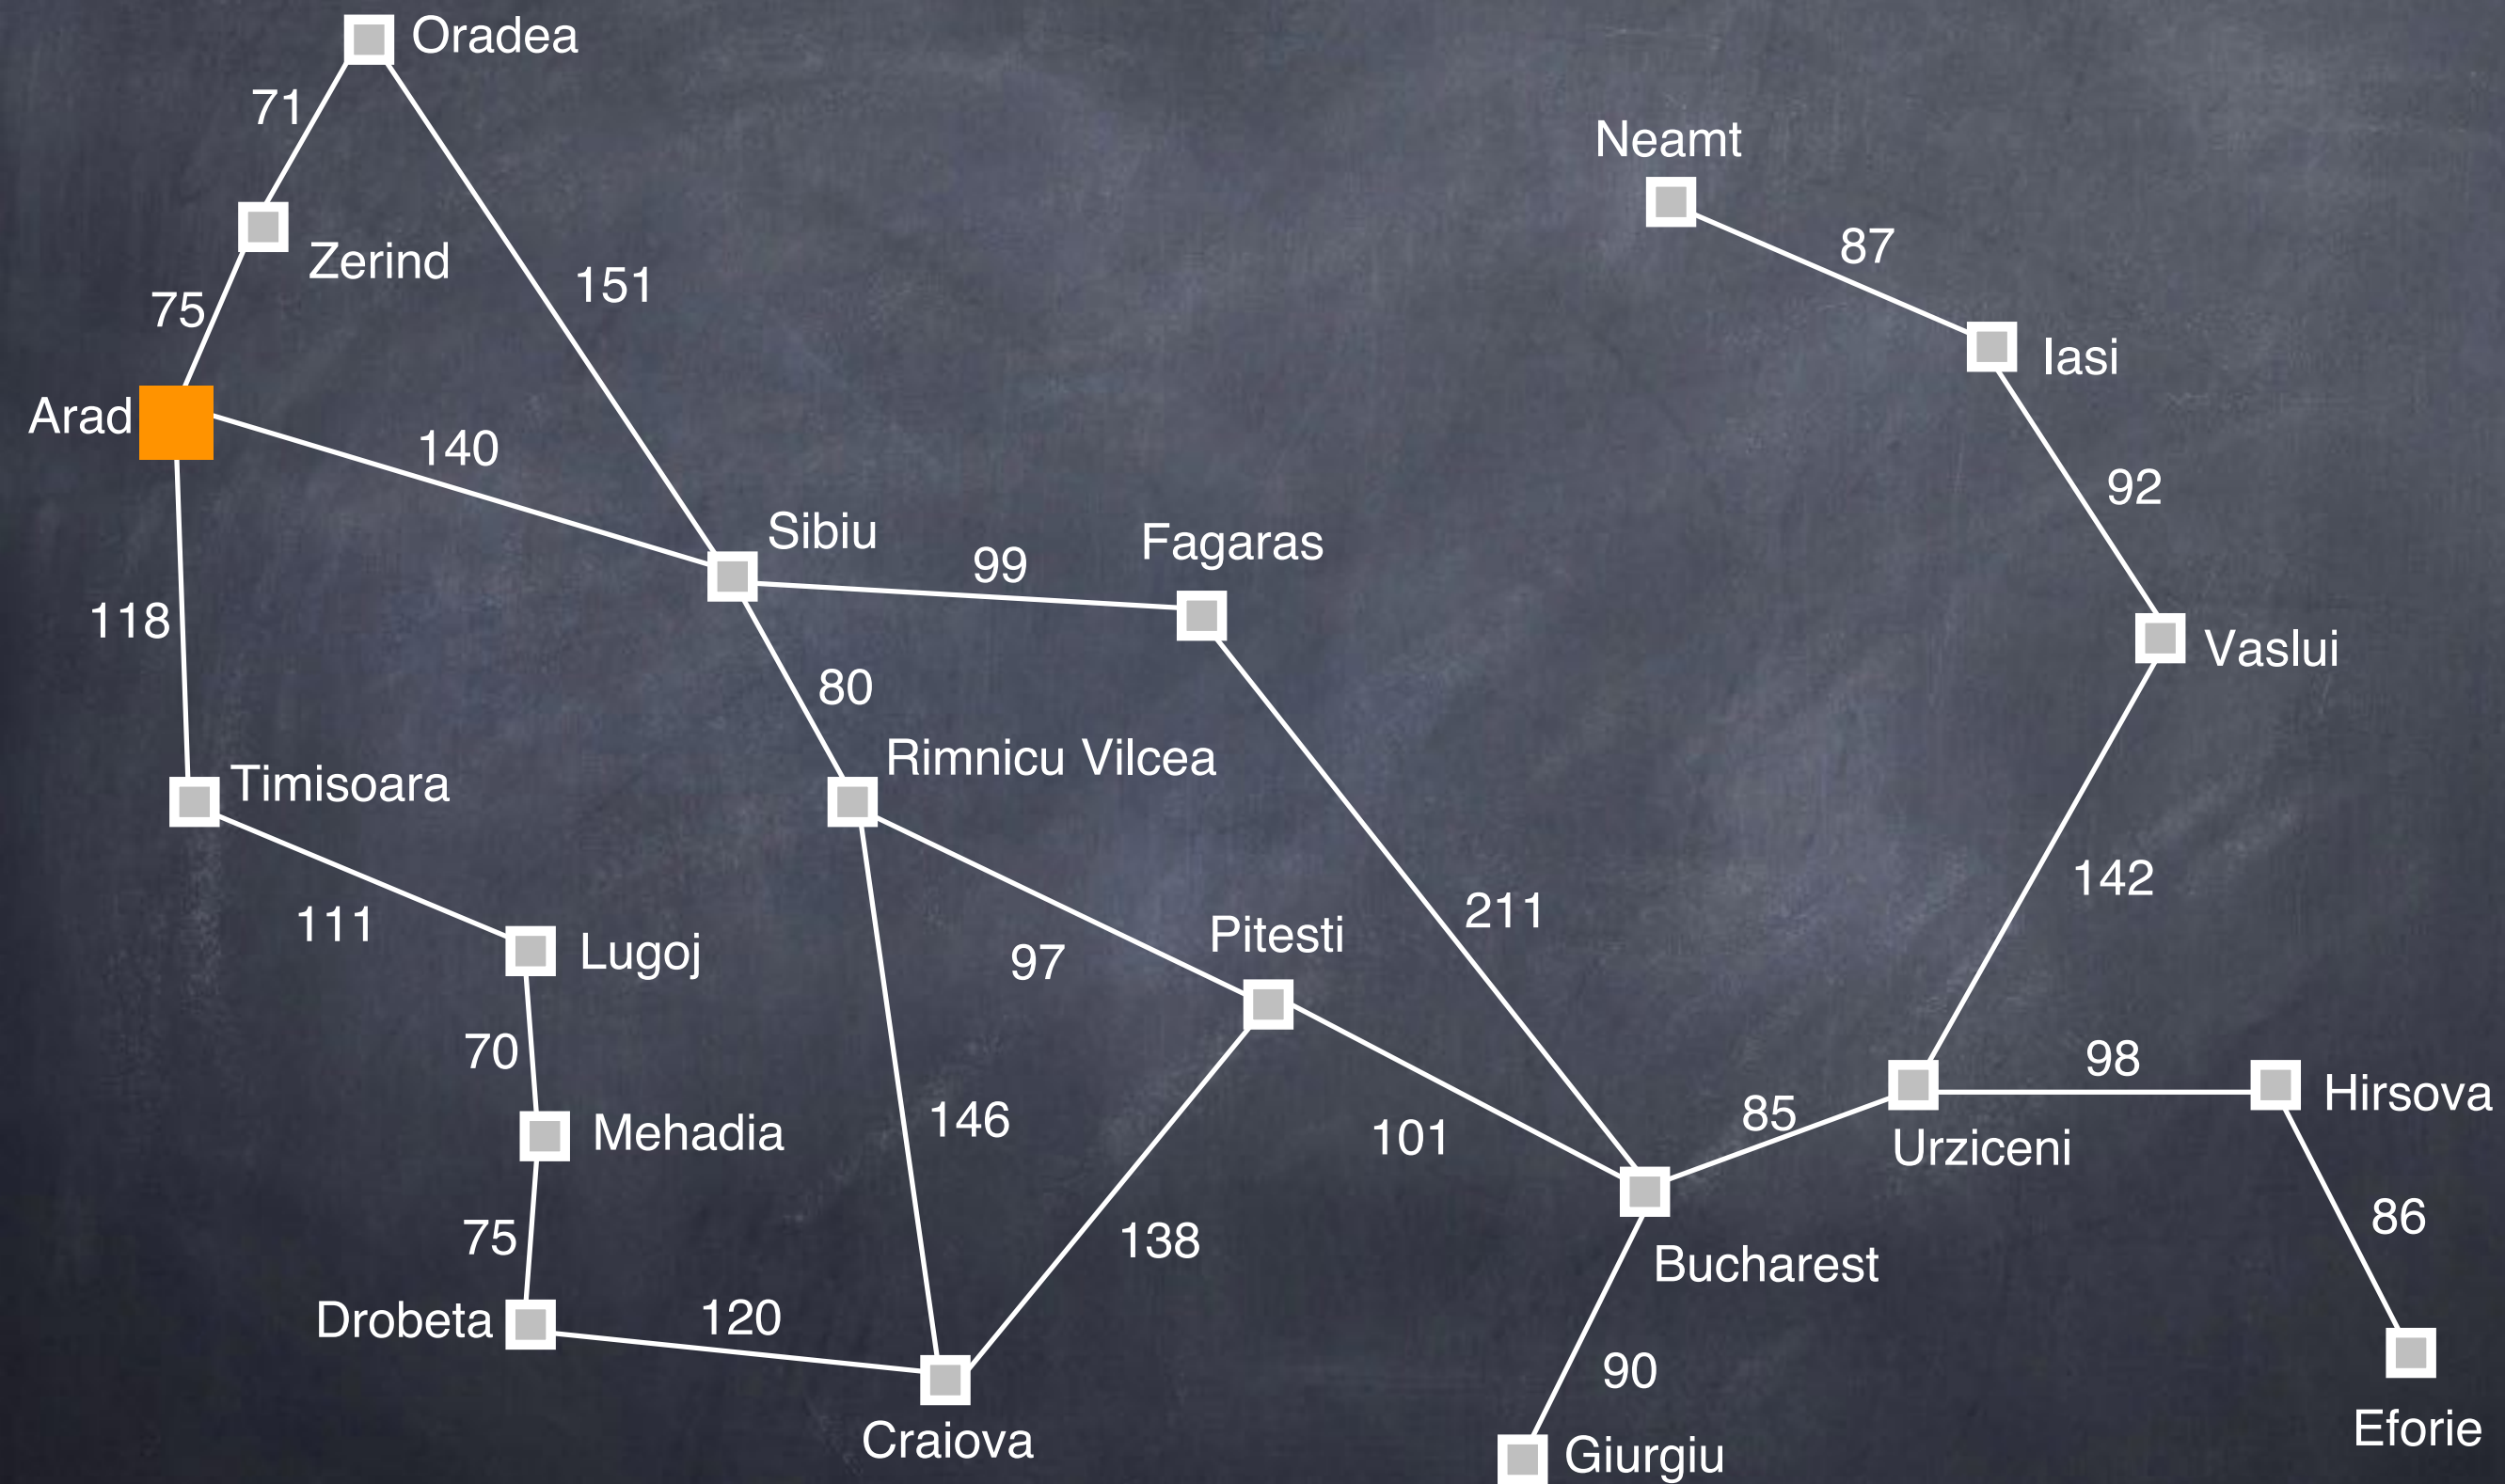 Oradea
71
Neamt
87
Zerind
151
75
Iasi
Arad
140
92
Sibiu
99
Fagaras
118
Vaslui
80
Rimnicu Vilcea
Timisoara
142
211
111
Lugoj
97
Pitesti
70
98
Mehadia
146
101
85
Urziceni
Hirsova
75
138
86
Bucharest
Drobeta
120
90
Craiova
Giurgiu
Eforie